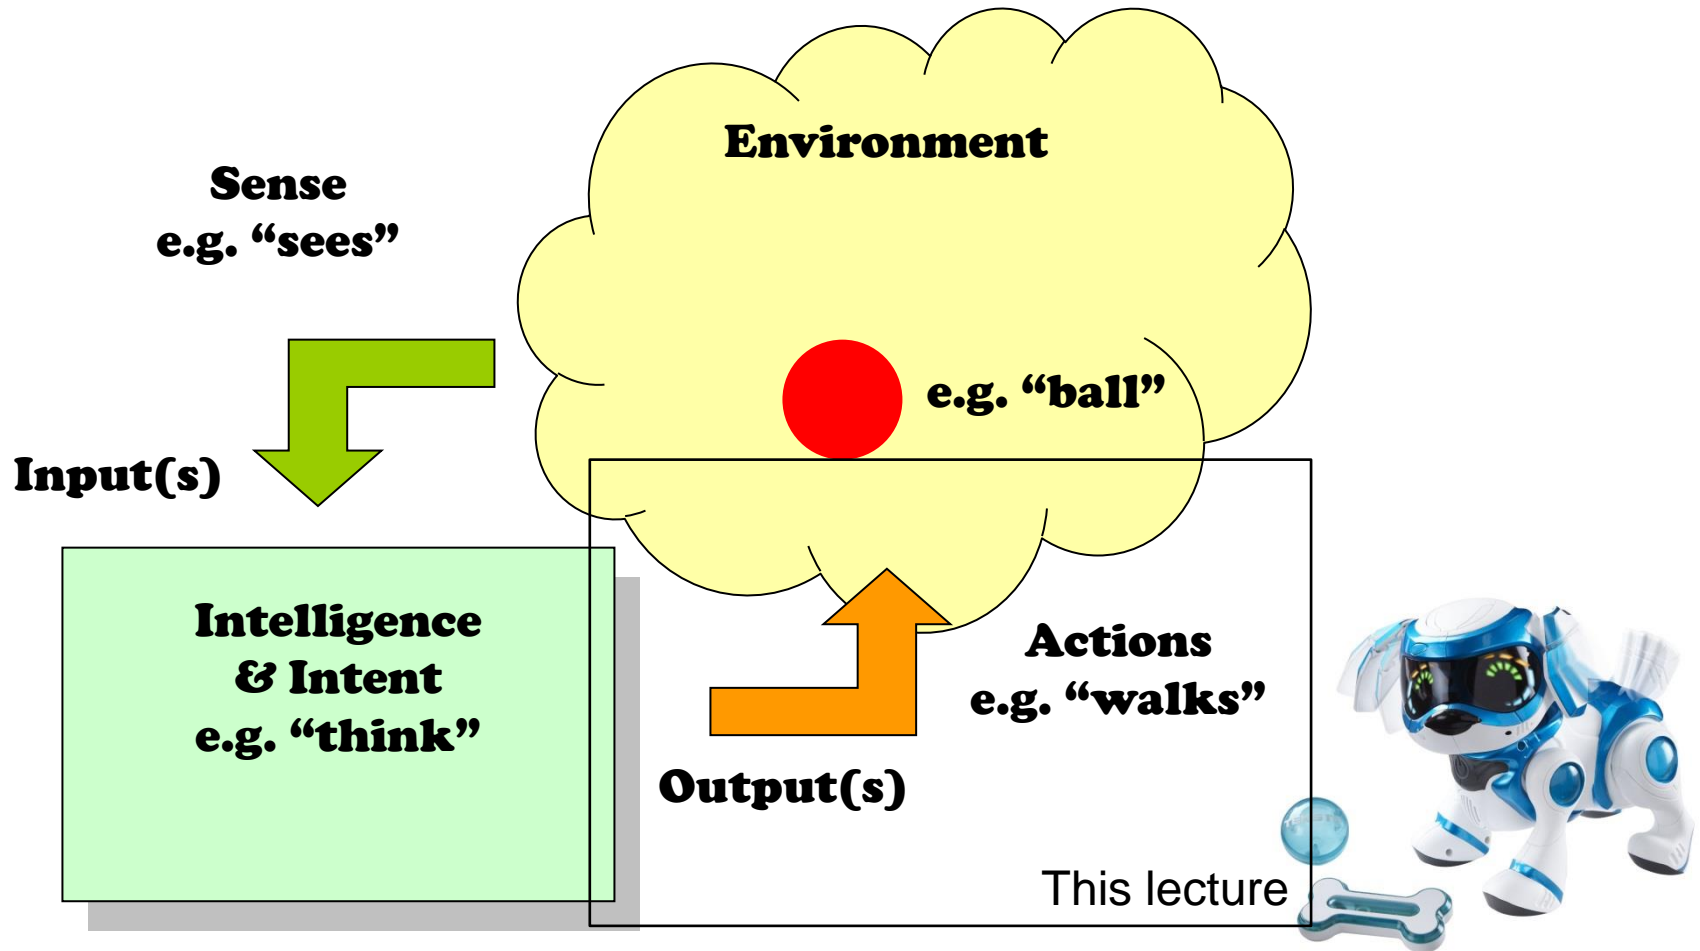 Environment
Sense
e.g. “sees”
e.g. “ball”
Input(s)
Intelligence
& Intent
e.g. “think”
Actions
e.g. “walks”
Output(s)
This lecture